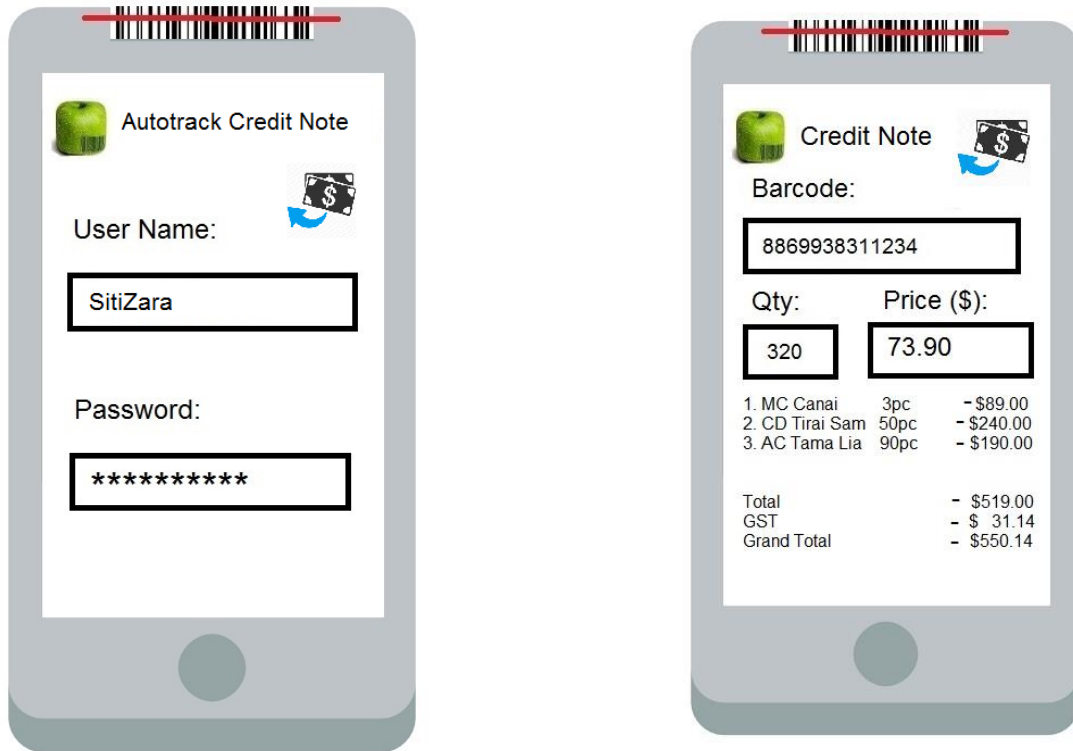 Autotrack Credit Note
User Name:
SitiZara
Password:
**********
Credit Note
Barcode:
8869938311234
Qty: Price ($):
320 73.90
1. MC Canai 3pc -$89.00
2. CD Tirai Sam 50pc -$240.00
3. AC Tama Lia 90pc -$190.00
Total - $519.00
GST - $ 31.14
Grand Total - $550.14